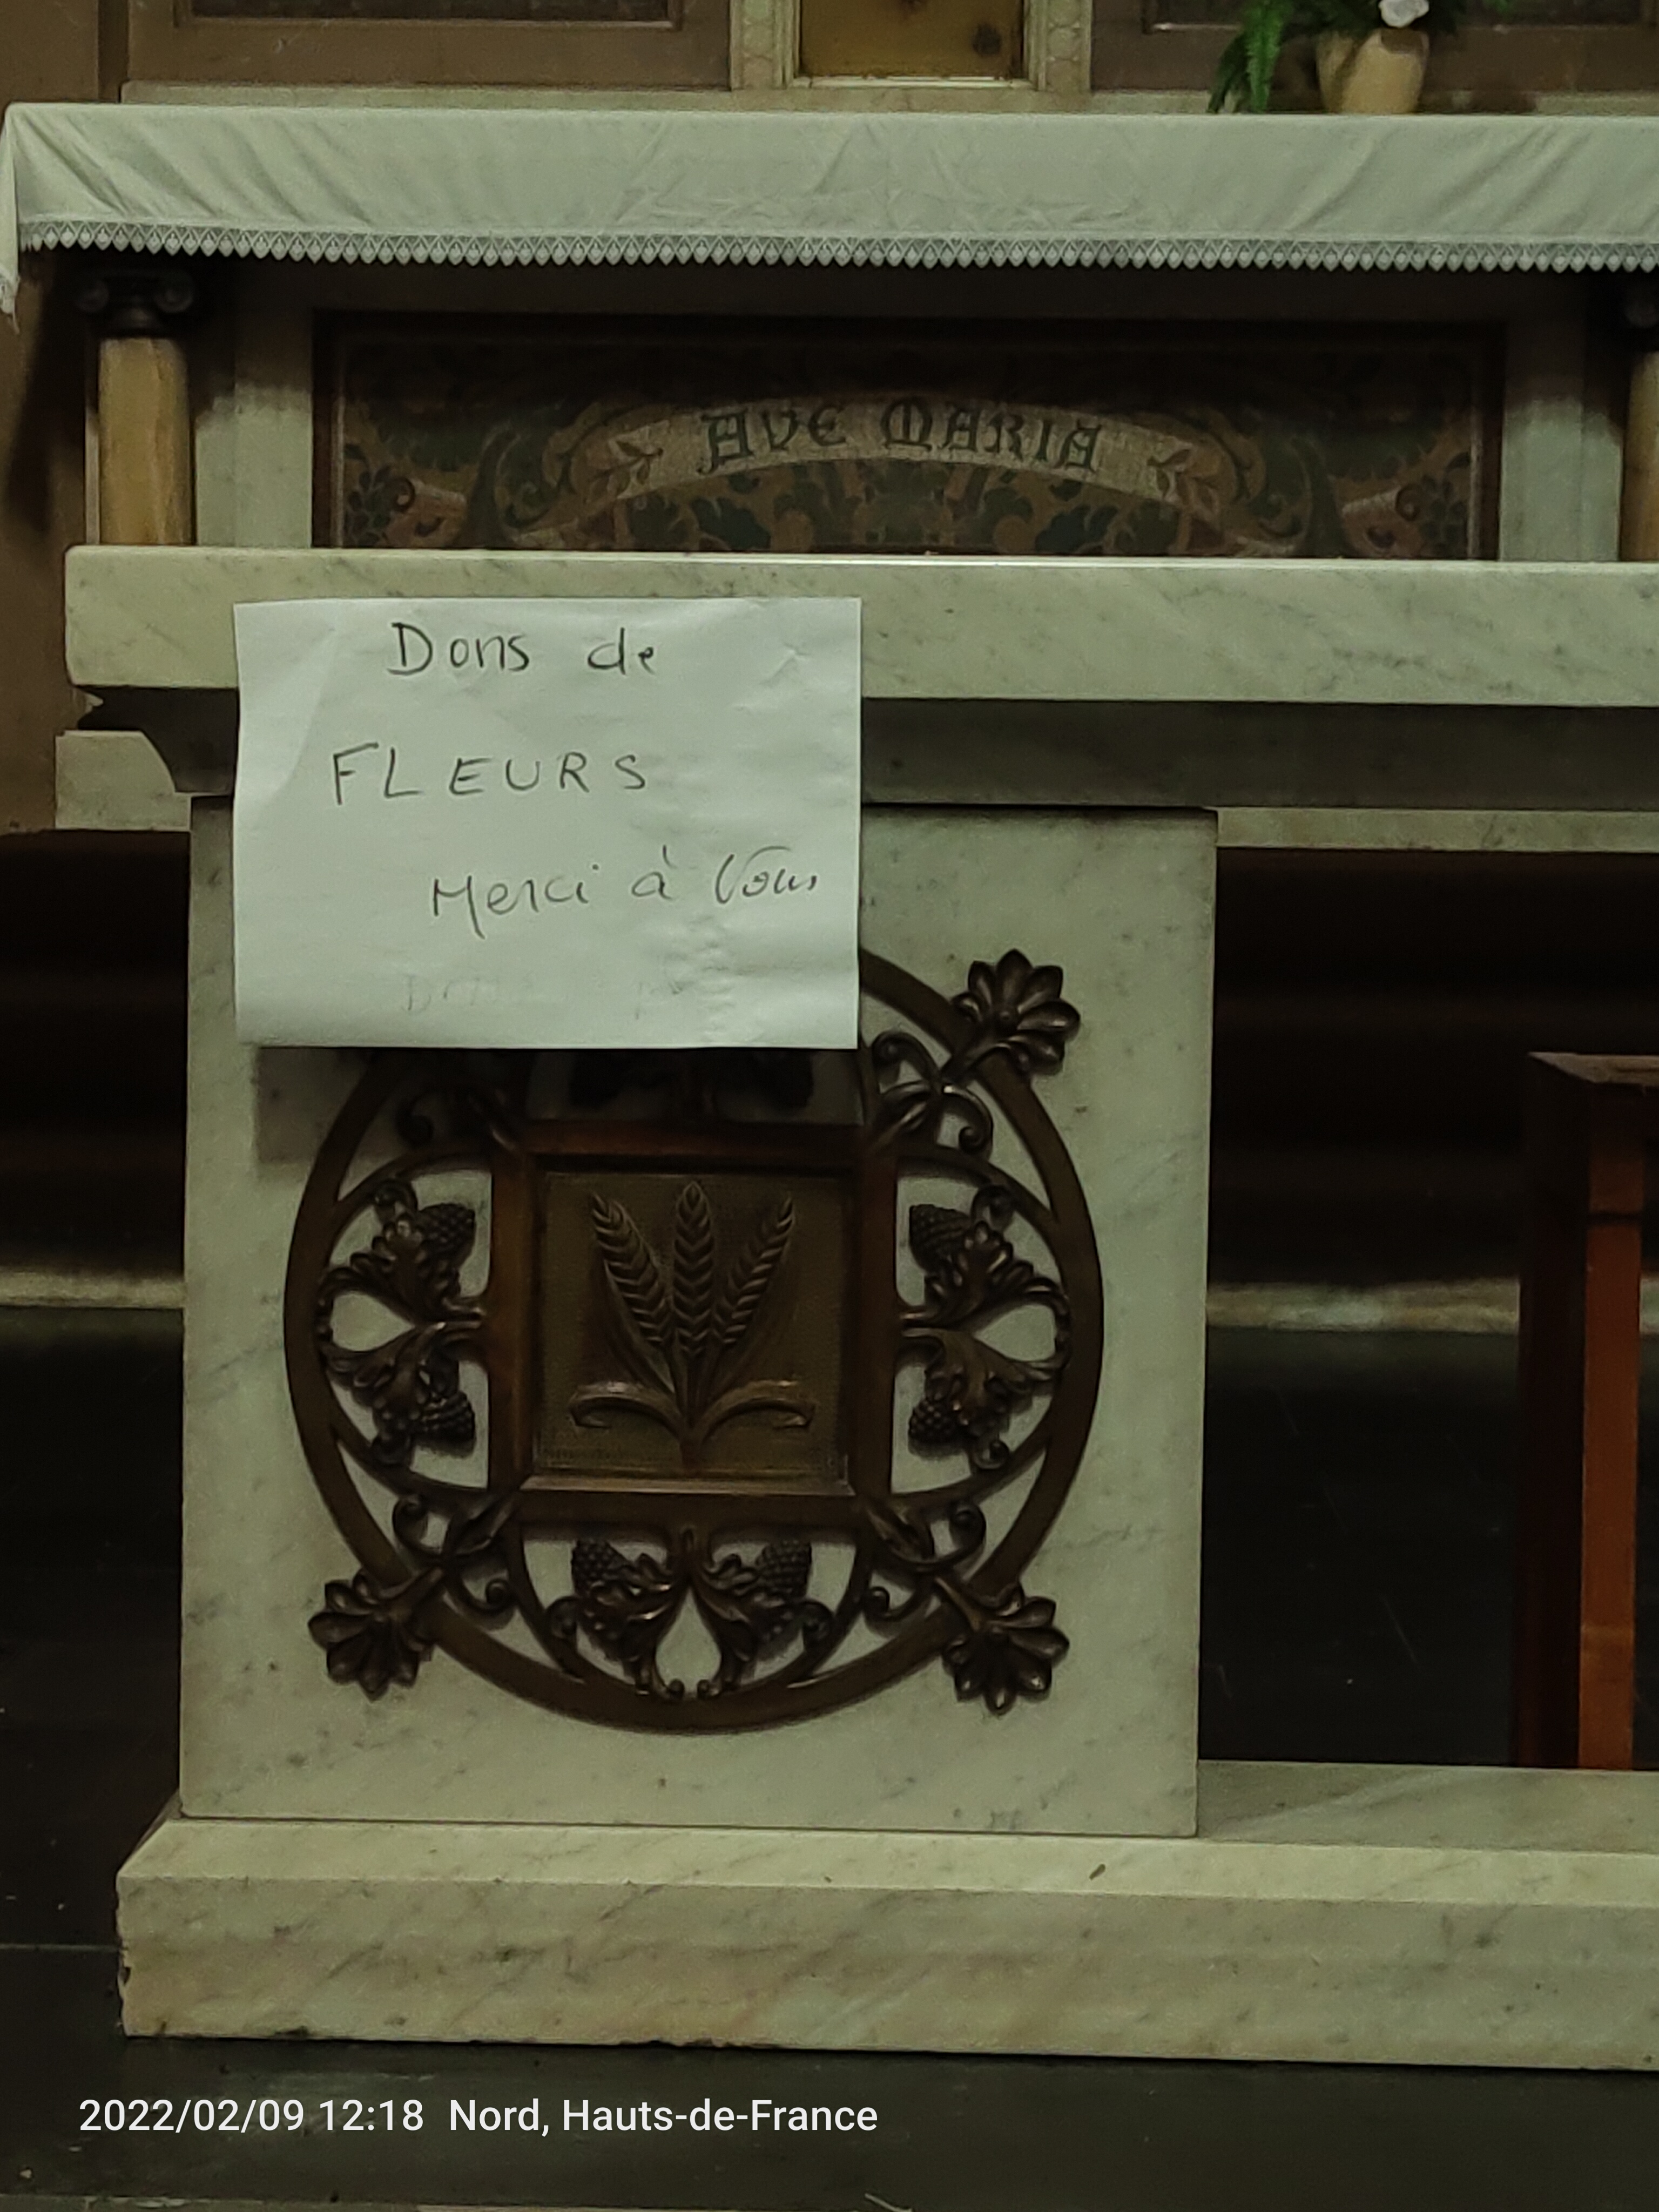 AVE MARIA
Dons de
FLEURS
Merci à Vous
2022/02/09 12:18 Nord, Hauts-de-France